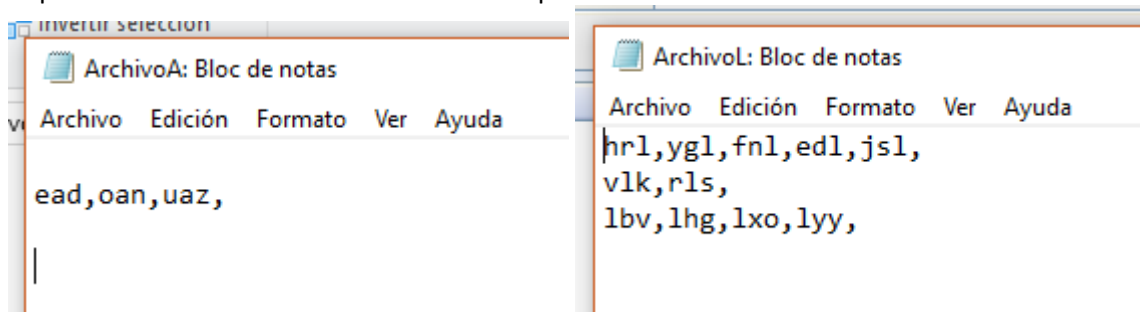 Invertir selección
ArchivoA: Bloc de notas
Archivo Edición Formato Ver Ayuda
ead,oan,uaz,
ArchivoL: Bloc de notas
Archivo Edición Formato Ver Ayuda
hrl,ygl,fnl,edl,jsl,
vlk,rls,
lbv,lhg,lxo,lyy,